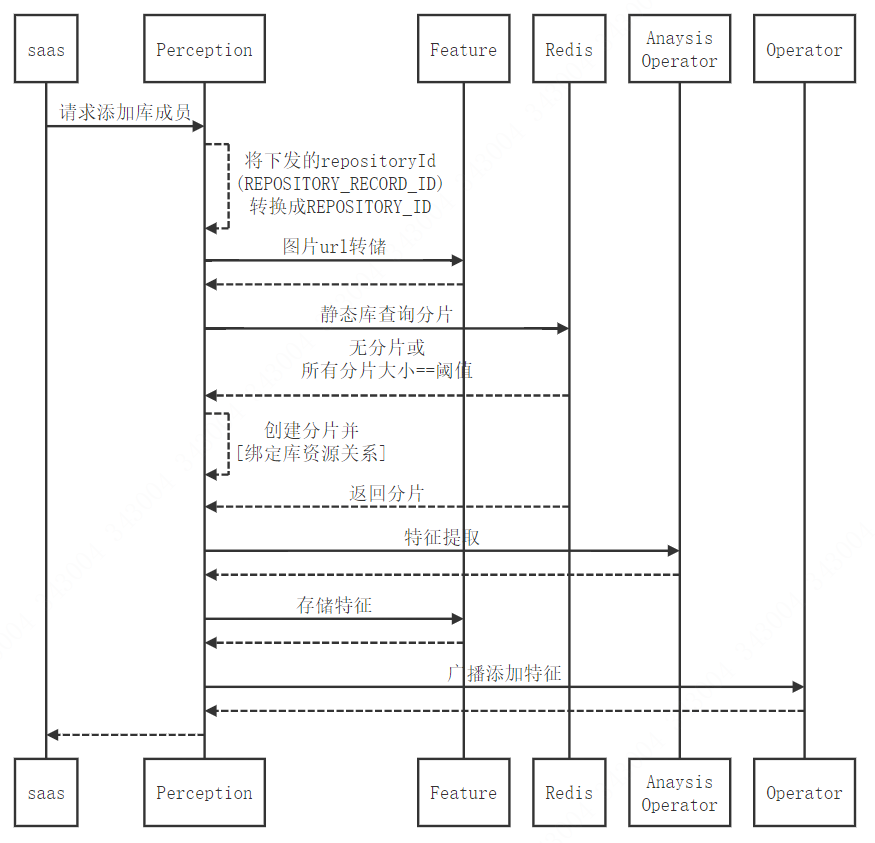 saas
Perception
Feature
Redis
Anaysis
Operator
Operator
请求添加库成员
将下发的repositoryId
(REPOSITORY_RECORD_ID)
转换成REPOSITORY_ID
图片url转储
静态库查询分片
无分片或
所有分片大小==阈值
创建分片并
[绑定库资源关系]
返回分片
特征提取
存储特征
广播添加特征
saas
Perception
Feature
Redis
Anaysis
Operator
Operator